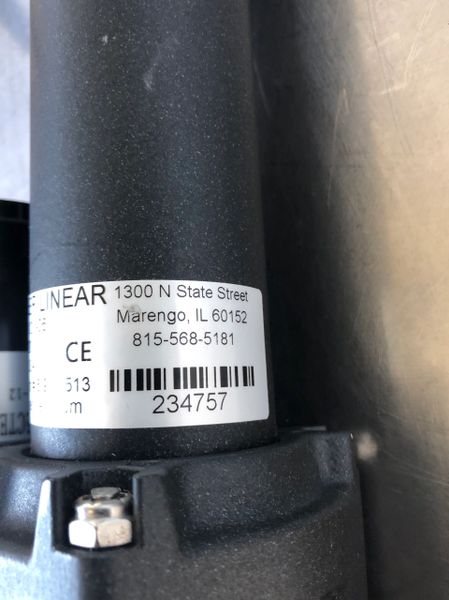 LINEAR
1300 N State Street
Marengo, IL 60152
815-568-5181
CE
513
234757